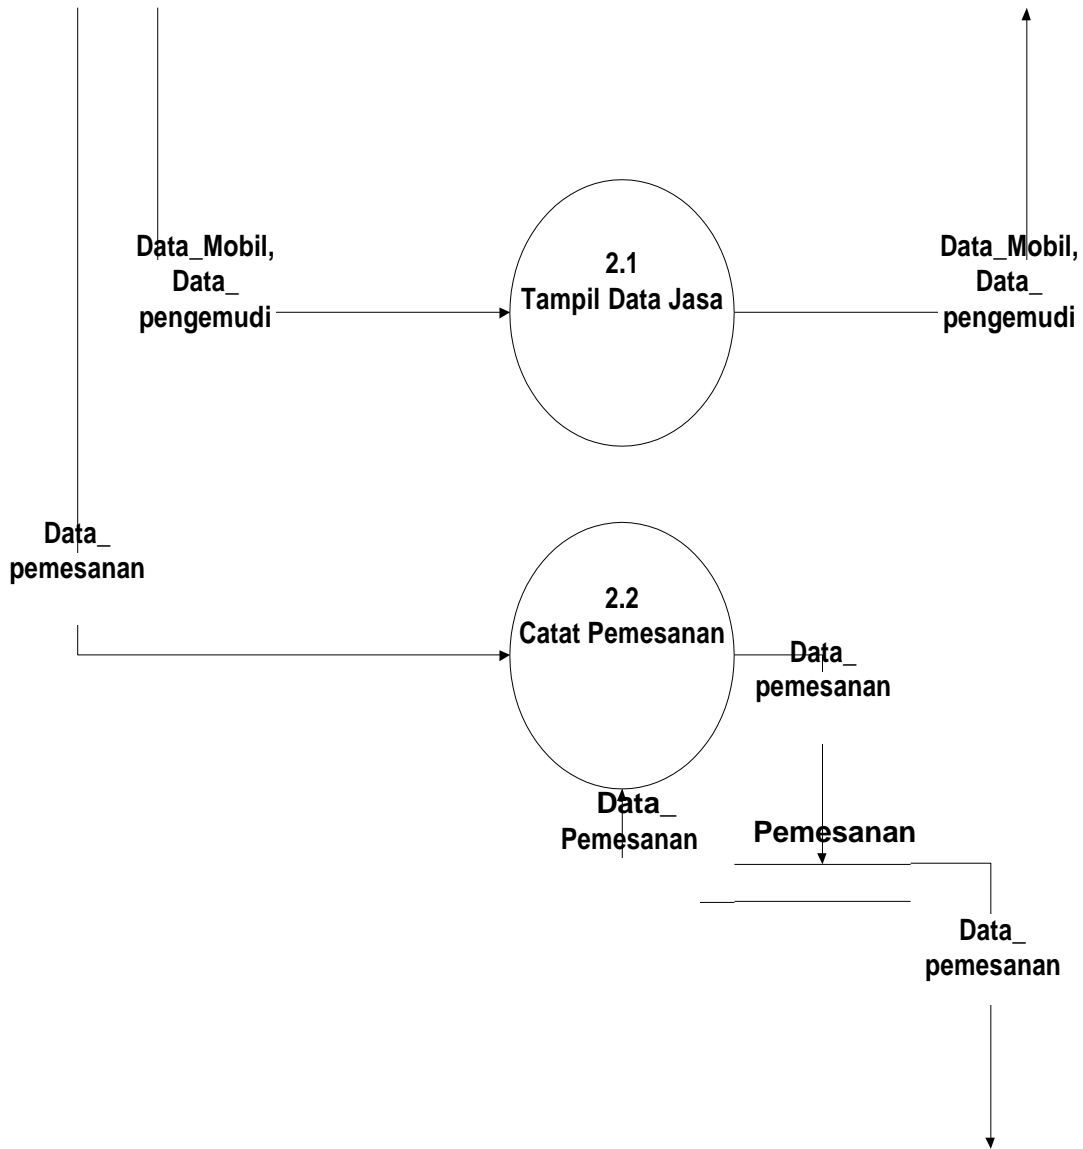 Data_Mobil,
Data_
pengemudi
2.1
Tampil Data Jasa
Data_Mobil,
Data_
pengemudi
Data_
pemesanan
2.2
Catat Pemesanan
Data_
pemesanan
Data_
Pemesanan
Pemesanan
Data_
pemesanan